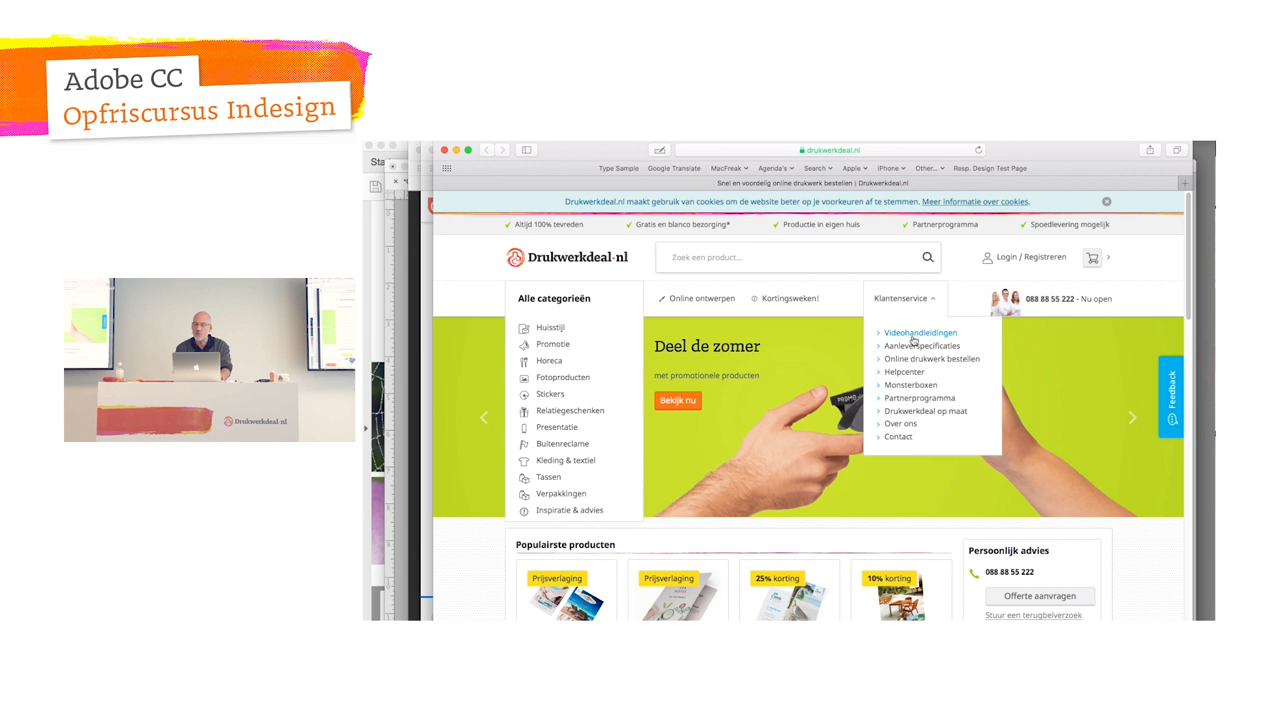 Adobe CC
Opfriscursus Indesign
drukwerkdeal.nl
Type Sample Google Translate MacFreak Agenda's Search Apple iPhone Other... Resp. Design Test Page
Snel en voordelig online drukwerk bestellen | Drukwerkdeal.nl
Drukwerkdeal.nl maakt gebruik van cookies om de website beter op je voorkeuren af te stemmen. Meer informatie over cookies.
Altijd 100% tevreden Gratis en blanco bezorging* Productie in eigen huis Partnerprogramma Spoedlevering mogelijk
Sta
Drukwerkdeal.nl
Zoek een product...
Login / Registreren
Alle categorieën
Online ontwerpen
Kortingsweken!
Klantenservice
088 88 55 222 - Nu open
Huisstijl
Promotie
Horeca
Fotoproducten
Stickers
Relatiegeschenken
Presentatie
Buitenreclame
Kleding & textiel
Tassen
Verpakkingen
Inspiratie & advies
Deel de zomer
met promotionele producten
Bekijk nu
PROMO
Videohandleidingen
Aanleverspecificaties
Online drukwerk bestellen
Helpcenter
Monsterboxen
Partnerprogramma
Drukwerkdeal op maat
Over ons
Contact
Feedback
Drukwerkdeal.nl
Populairste producten
Prijsverlaging
Prijsverlaging
25% korting
10% korting
Persoonlijk advies
088 88 55 222
Offerte aanvragen
Stuur een terugbelverzoek